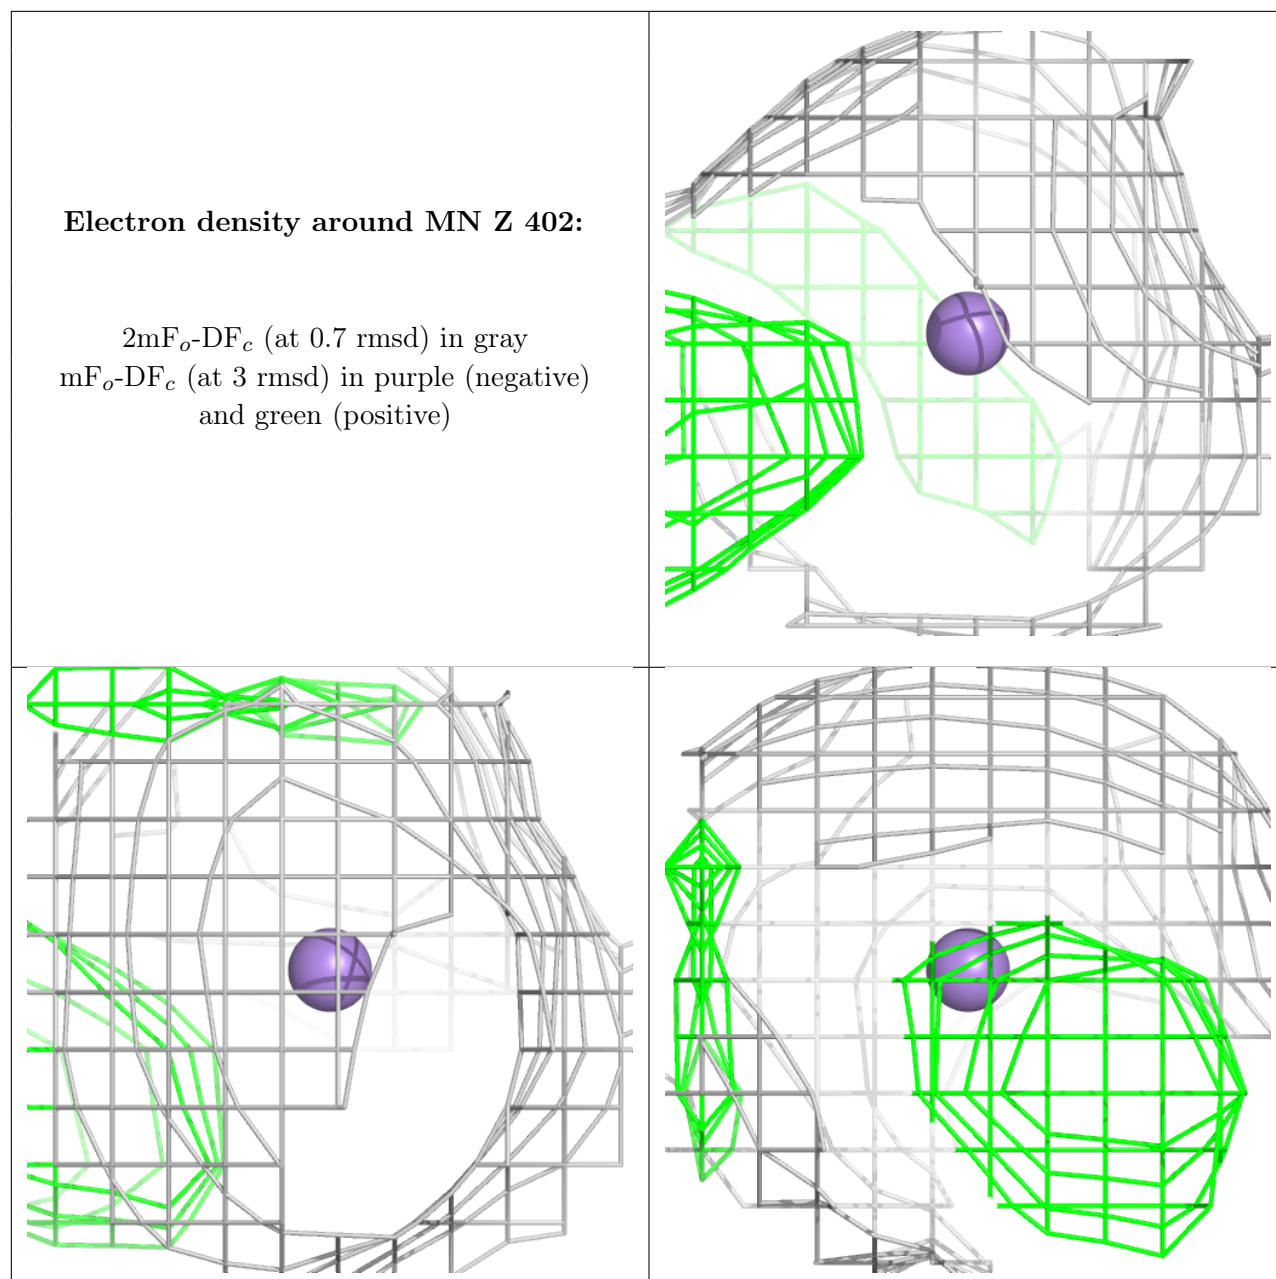 Electron density around MN Z 402:
2mFo-DFc (at 0.7 rmsd) in gray
mFo-DFc (at 3 rmsd) in purple (negative)
and green (positive)